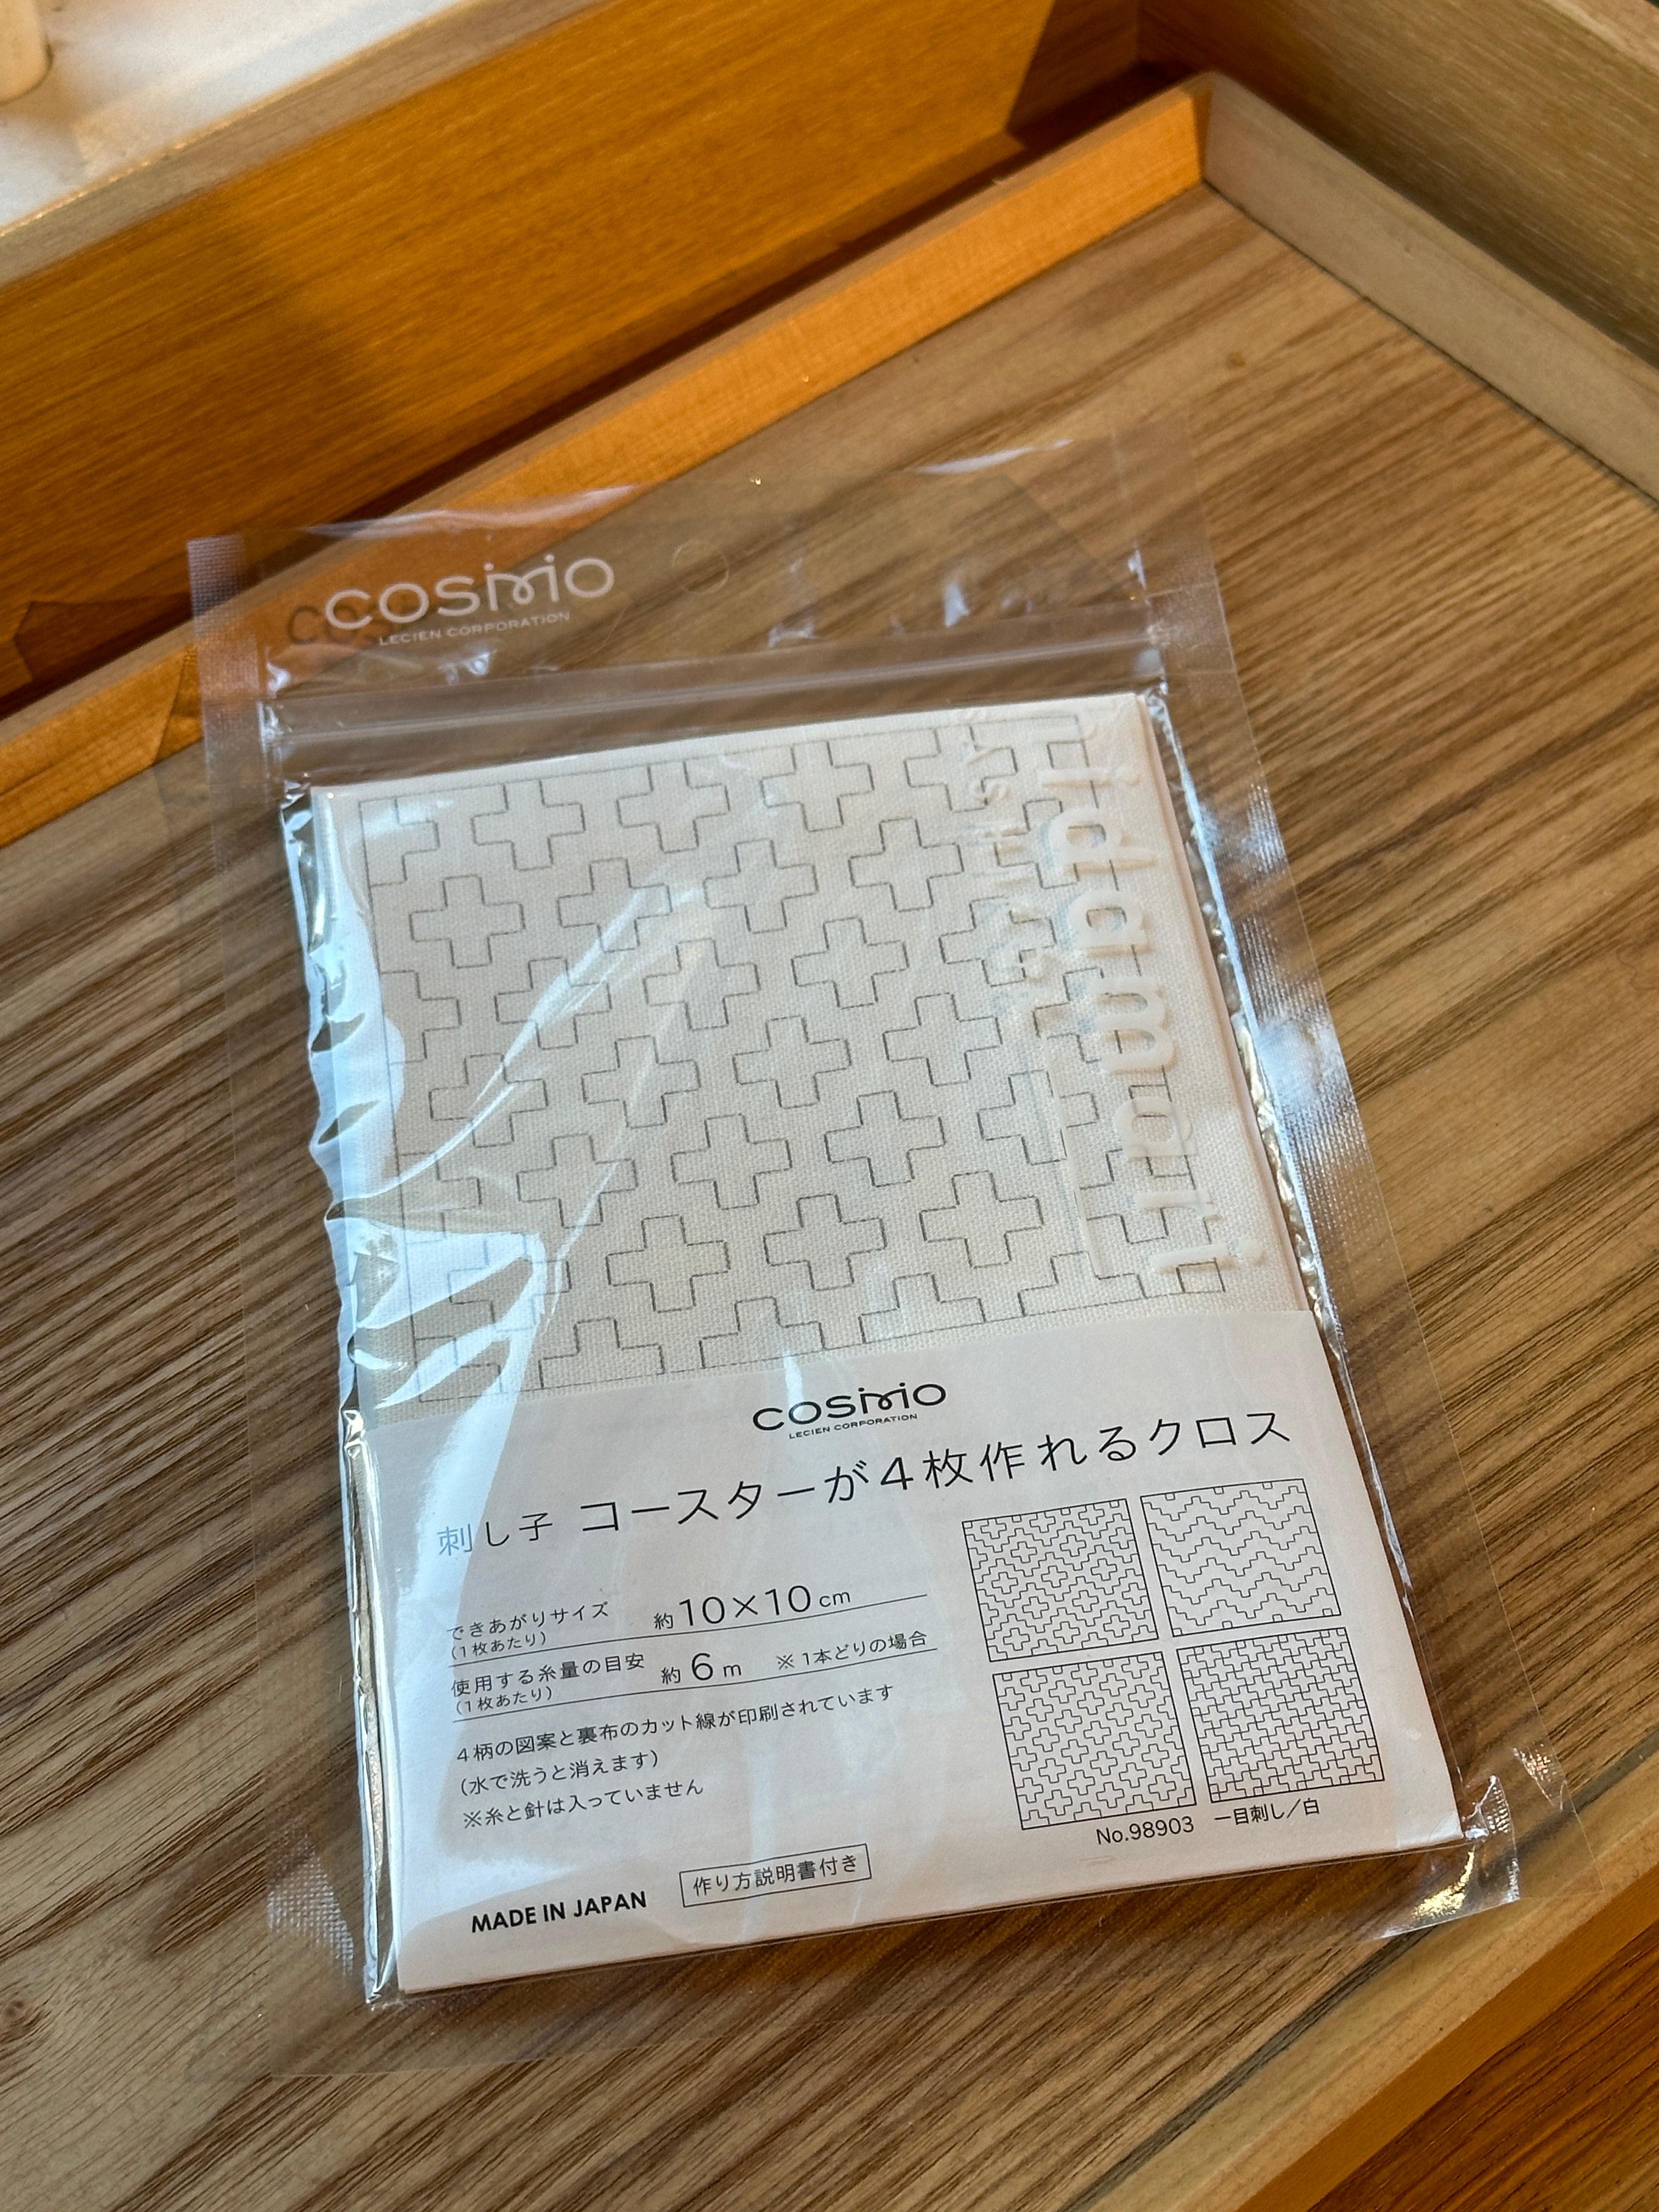 COSMO
LECIEN CORPORATION
hidamari
COSMO
LECIEN CORPORATION
刺し子 コースターが4枚作れるクロス
できあがりサイズ 約10×10cm
(1枚あたり)
使用する糸量の目安 約6m ※1本どりの場合
(1枚あたり)
4柄の図案と裏布のカット線が印刷されています
(水で洗うと消えます)
※糸と針は入っていません
No.98903 一目刺し/白
MADE IN JAPAN
作り方説明書付き